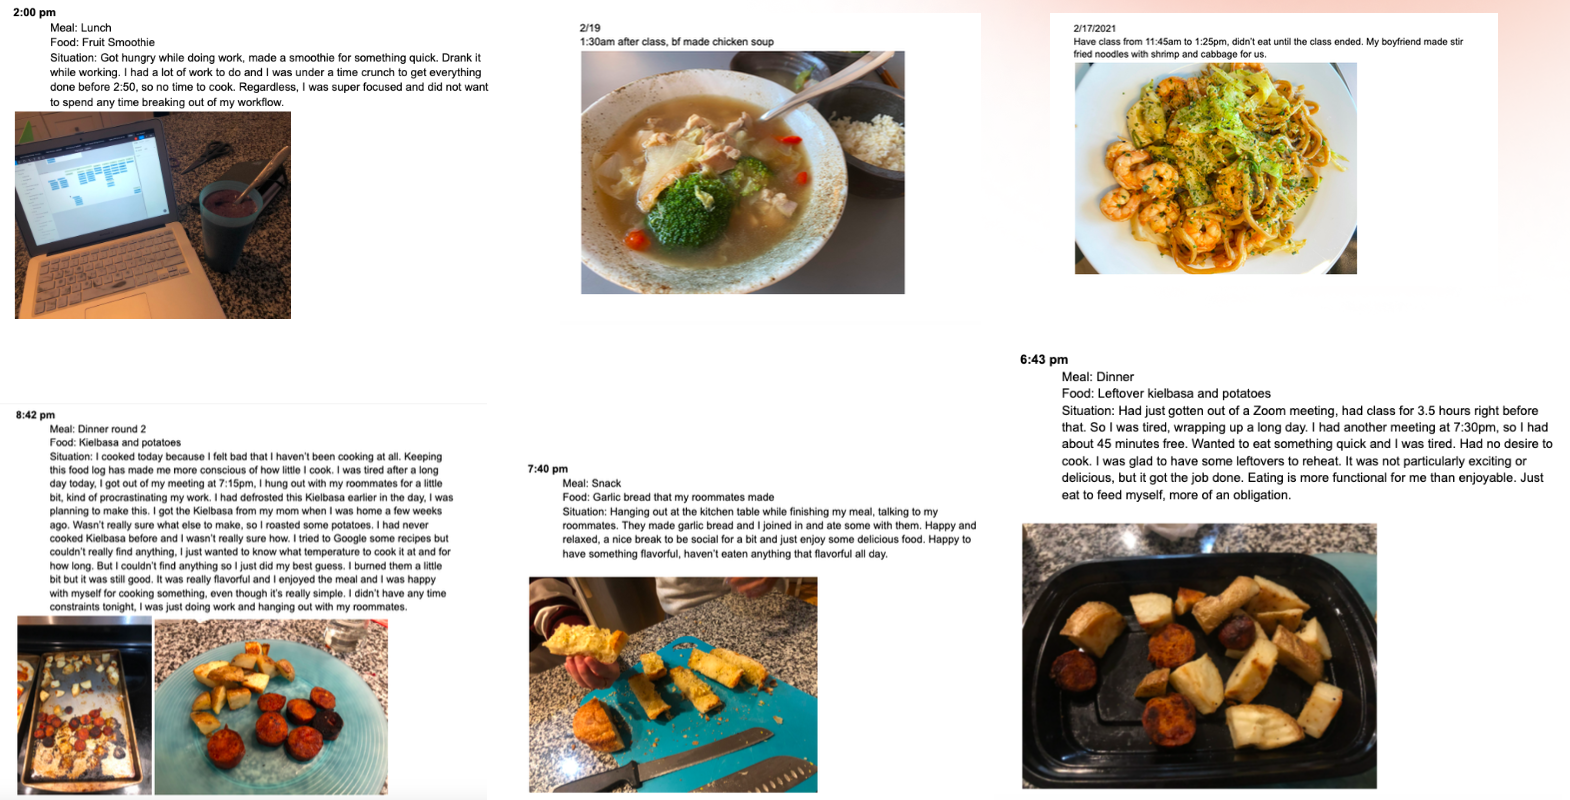 2:00 pm
Meal: Lunch
Food: Fruit Smoothie
Situation: Got hungry while doing work, made a smoothie for something quick. Drank it
while working. I had a lot of work to do and I was under a time crunch to get everything
done before 2:50, so no time to cook. Regardless, I was super focused and did not want
to spend any time breaking out of my workflow.
2/19
1:30am after class, bf made chicken soup
2/17/2021
Have class from 11:45am to 1:25pm, didn't eat until the class ended. My boyfriend made stir
fried noodles with shrimp and cabbage for us.
8:42 pm
Meal: Dinner round 2
Food: Kielbasa and potatoes
Situation: I cooked today because I felt bad that I haven't been cooking at all. Keeping
this food log has made me more conscious of how little I cook. I was tired after a long
day today, I got out of my meeting at 7:15pm, I hung out with my roommates for a little
bit, kind of procrastinating my work. I had defrosted this Kielbasa earlier in the day, I was
planning to make this. I got the Kielbasa from my mom when I was home a few weeks
ago. Wasn't really sure what else to make, so I roasted some potatoes. I had never
cooked Kielbasa before and I wasn't really sure how. I tried to Google some recipes but
couldn't really find anything, I just wanted to know what temperature to cook it at and for
how long. But I couldn't find anything so I just did my best guess. I burned them a little
bit but it was still good. It was really flavorful and I enjoyed the meal and I was happy
with myself for cooking something, even though it's really simple. I didn't have any time
constraints tonight, I was just doing work and hanging out with my roommates.
7:40 pm
Meal: Snack
Food: Garlic bread that my roommates made
Situation: Hanging out at the kitchen table while finishing my meal, talking to my
roommates. They made garlic bread and I joined in and ate some with them. Happy and
relaxed, a nice break to be social for a bit and just enjoy some delicious food. Happy to
have something flavorful, haven't eaten anything that flavorful all day.
6:43 pm
Meal: Dinner
Food: Leftover kielbasa and potatoes
Situation: Had just gotten out of a Zoom meeting, had class for 3.5 hours right before
that. So I was tired, wrapping up a long day. I had another meeting at 7:30pm, so I had
about 45 minutes free. Wanted to eat something quick and I was tired. Had no desire to
cook. I was glad to have some leftovers to reheat. It was not particularly exciting or
delicious, but it got the job done. Eating is more functional for me than enjoyable. Just
eat to feed myself, more of an obligation.